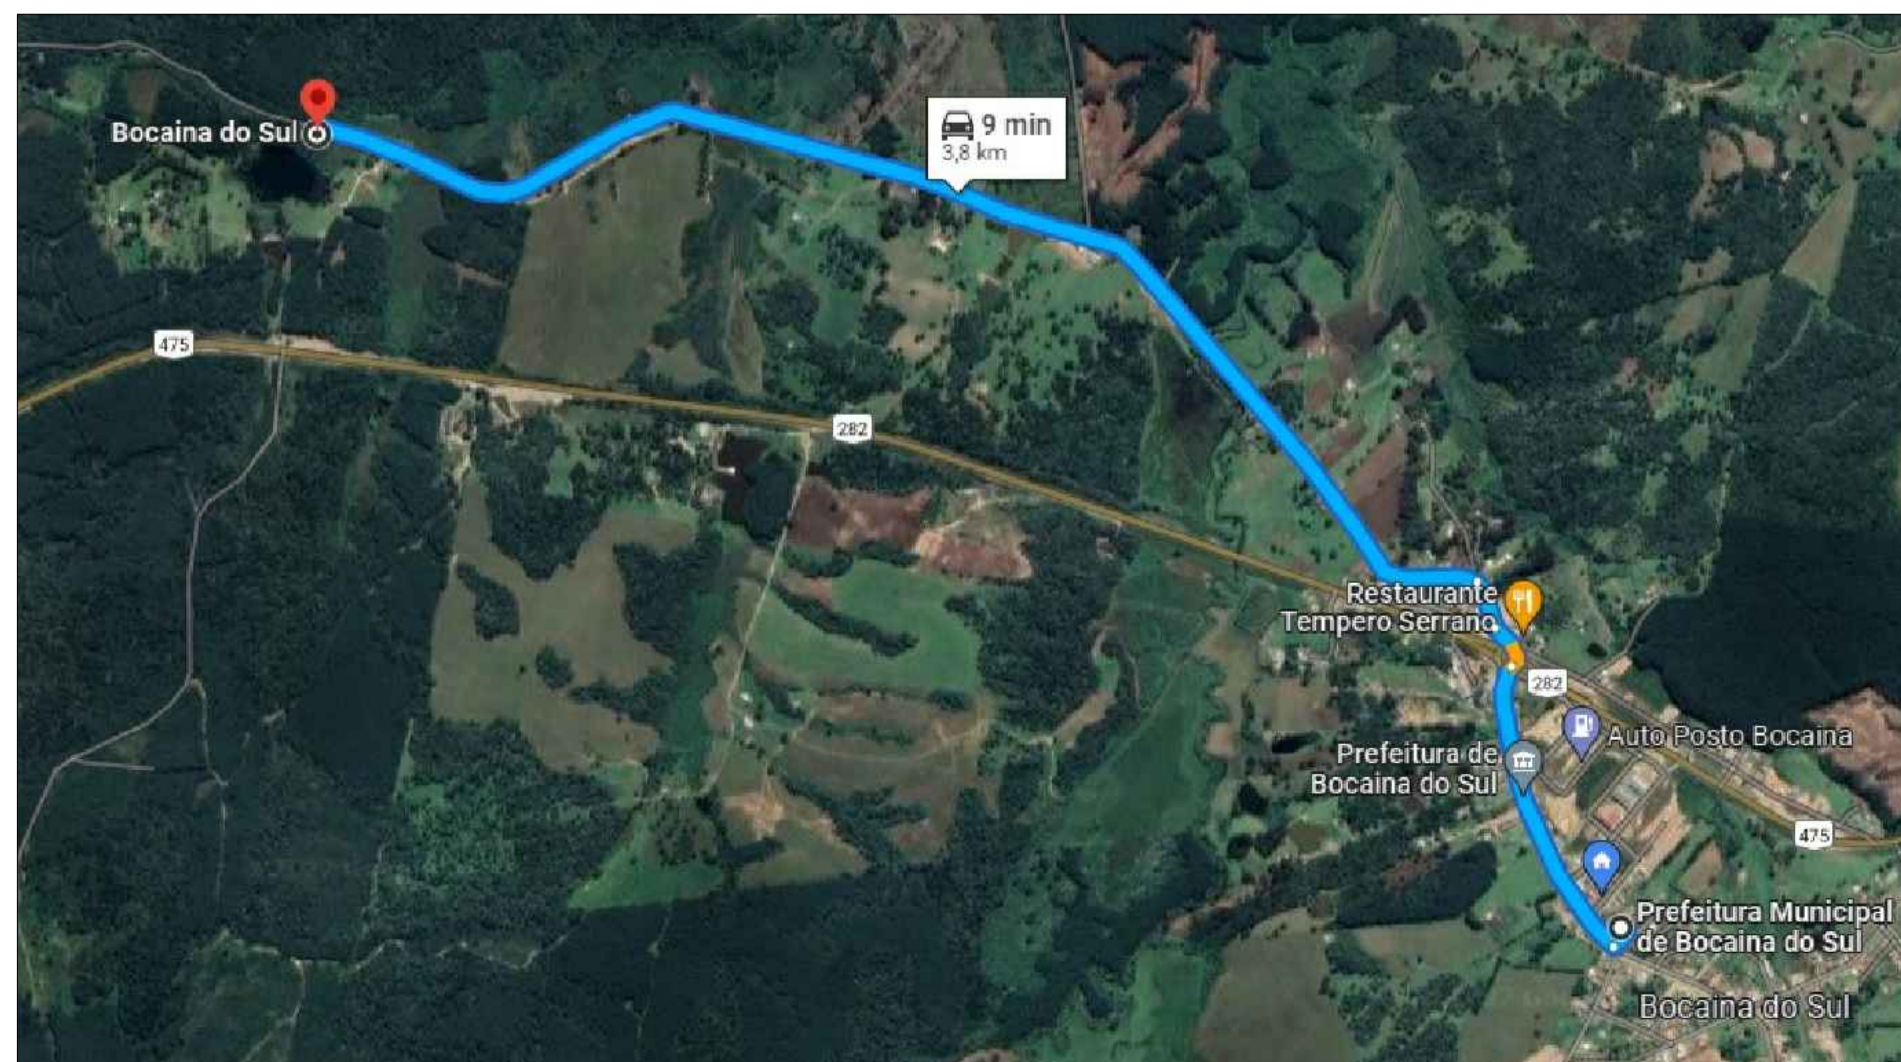 Bocaina do Sul
9 min
3,8 km
475
282
Restaurante
Tempero Serrano
282
Auto Posto Bocaina
Prefeitura de
Bocaina do Sul
475
Prefeitura Municipal
de Bocaina do Sul
Bocaina do Sul